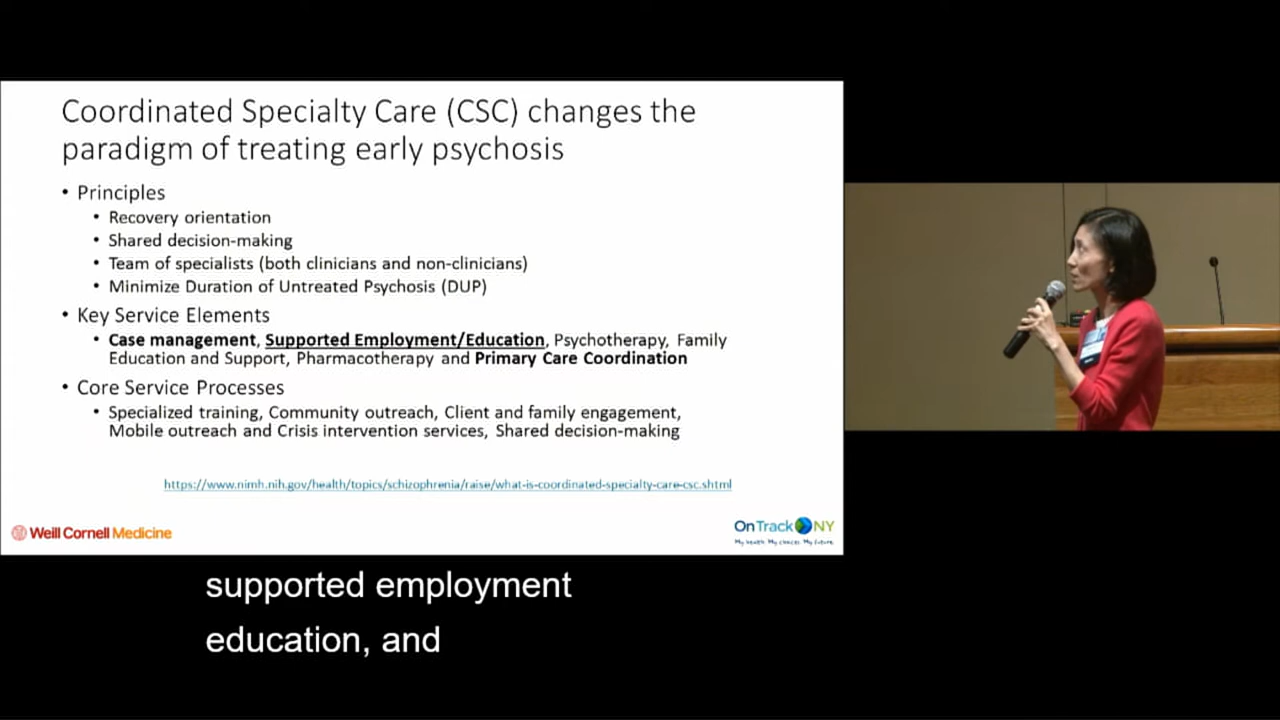 Coordinated Specialty Care (CSC) changes the
paradigm of treating early psychosis
• Principles
• Recovery orientation
• Shared decision-making
• Team of specialists (both clinicians and non-clinicians)
• Minimize Duration of Untreated Psychosis (DUP)
• Key Service Elements
• Case management, Supported Employment/Education, Psychotherapy, Family
Education and Support, Pharmacotherapy and Primary Care Coordination
• Core Service Processes
• Specialized training, Community outreach, Client and family engagement,
Mobile outreach and Crisis intervention services, Shared decision-making
https://www.nimh.nih.gov/health/topics/schizophrenia/raise/what-is-coordinated-specialty-care-csc.shtml
Weill Cornell Medicine
OnTrack NY
My health. My choices. My future.
supported employment
education, and